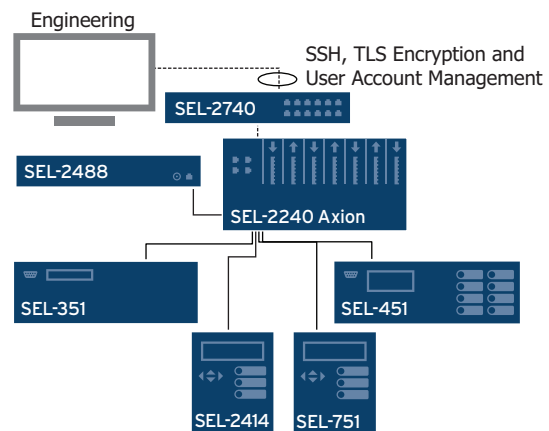 Engineering
SSH, TLS Encryption and
User Account Management
SEL-2740
SEL-2488
SEL-2240 Axion
SEL-351
SEL-451
SEL-2414
SEL-751